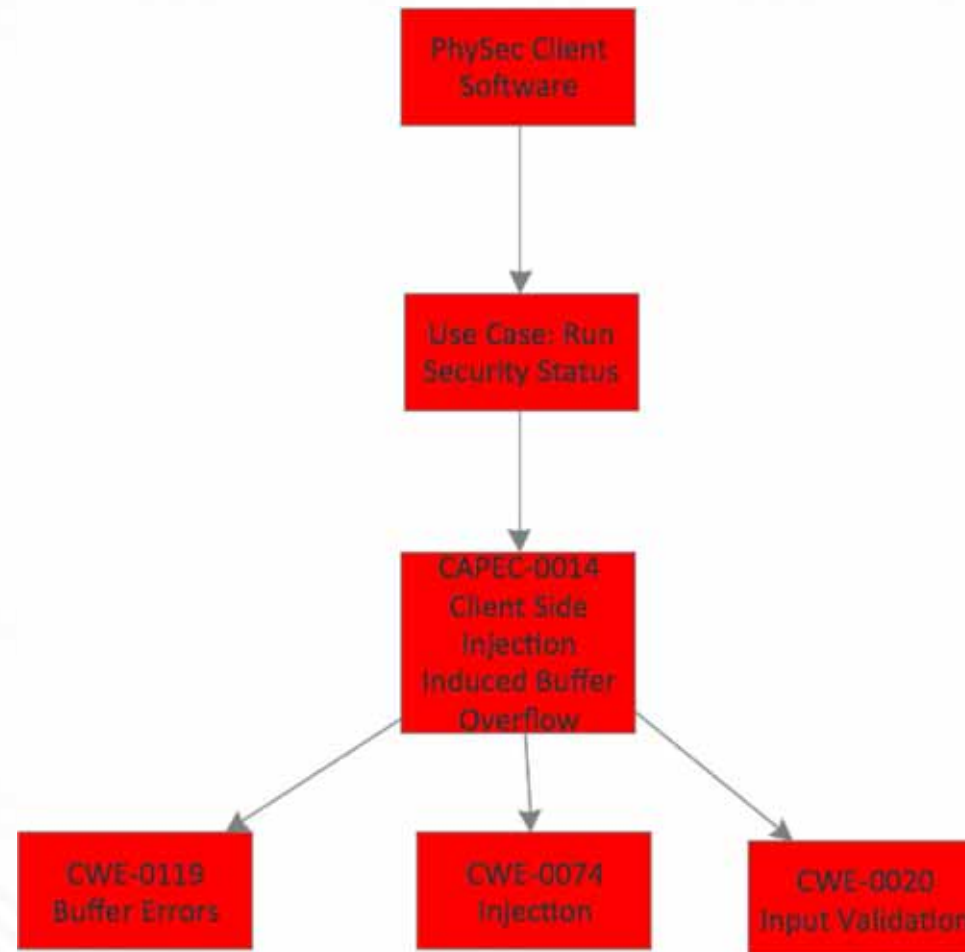 PhySec Client
Software
Use Case: Run
Security Status
CAPEC-0014
Client Side
Injection
Induced Buffer
Overflow
CWE-0119
Buffer Errors
CWE-0074
Injection
CWE-0020
Input Validation